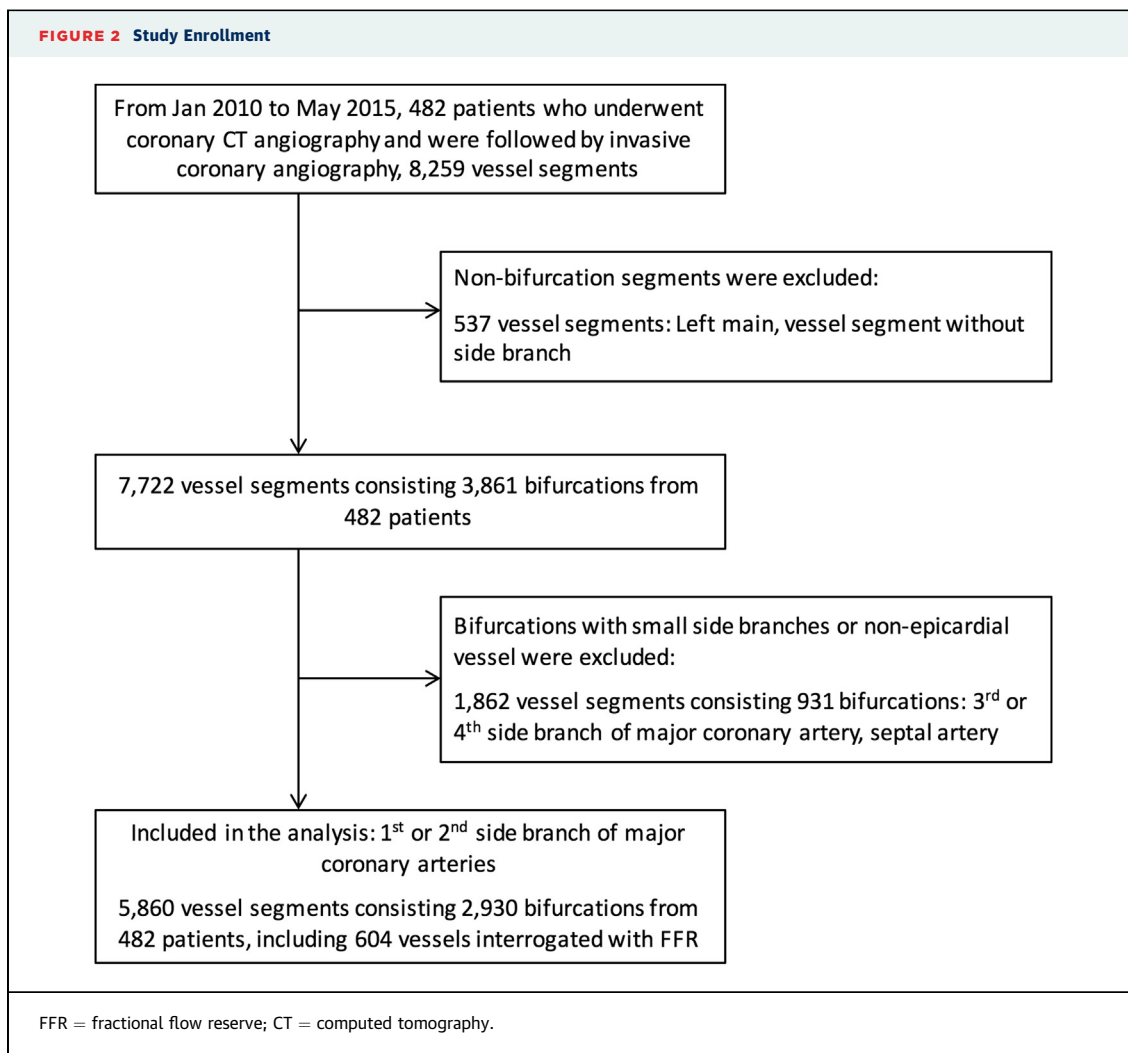 FIGURE 2 Study Enrollment
From Jan 2010 to May 2015, 482 patients who underwent
coronary CT angiography and were followed by invasive
coronary angiography, 8,259 vessel segments
Non-bifurcation segments were excluded:
537 vessel segments: Left main, vessel segment without
side branch
7,722 vessel segments consisting 3,861 bifurcations from
482 patients
Bifurcations with small side branches or non-epicardial
vessel were excluded:
1,862 vessel segments consisting 931 bifurcations: 3rd or
4th side branch of major coronary artery, septal artery
Included in the analysis: 1st or 2nd side branch of major
coronary arteries
5,860 vessel segments consisting 2,930 bifurcations from
482 patients, including 604 vessels interrogated with FFR
FFR = fractional flow reserve; CT = computed tomography.